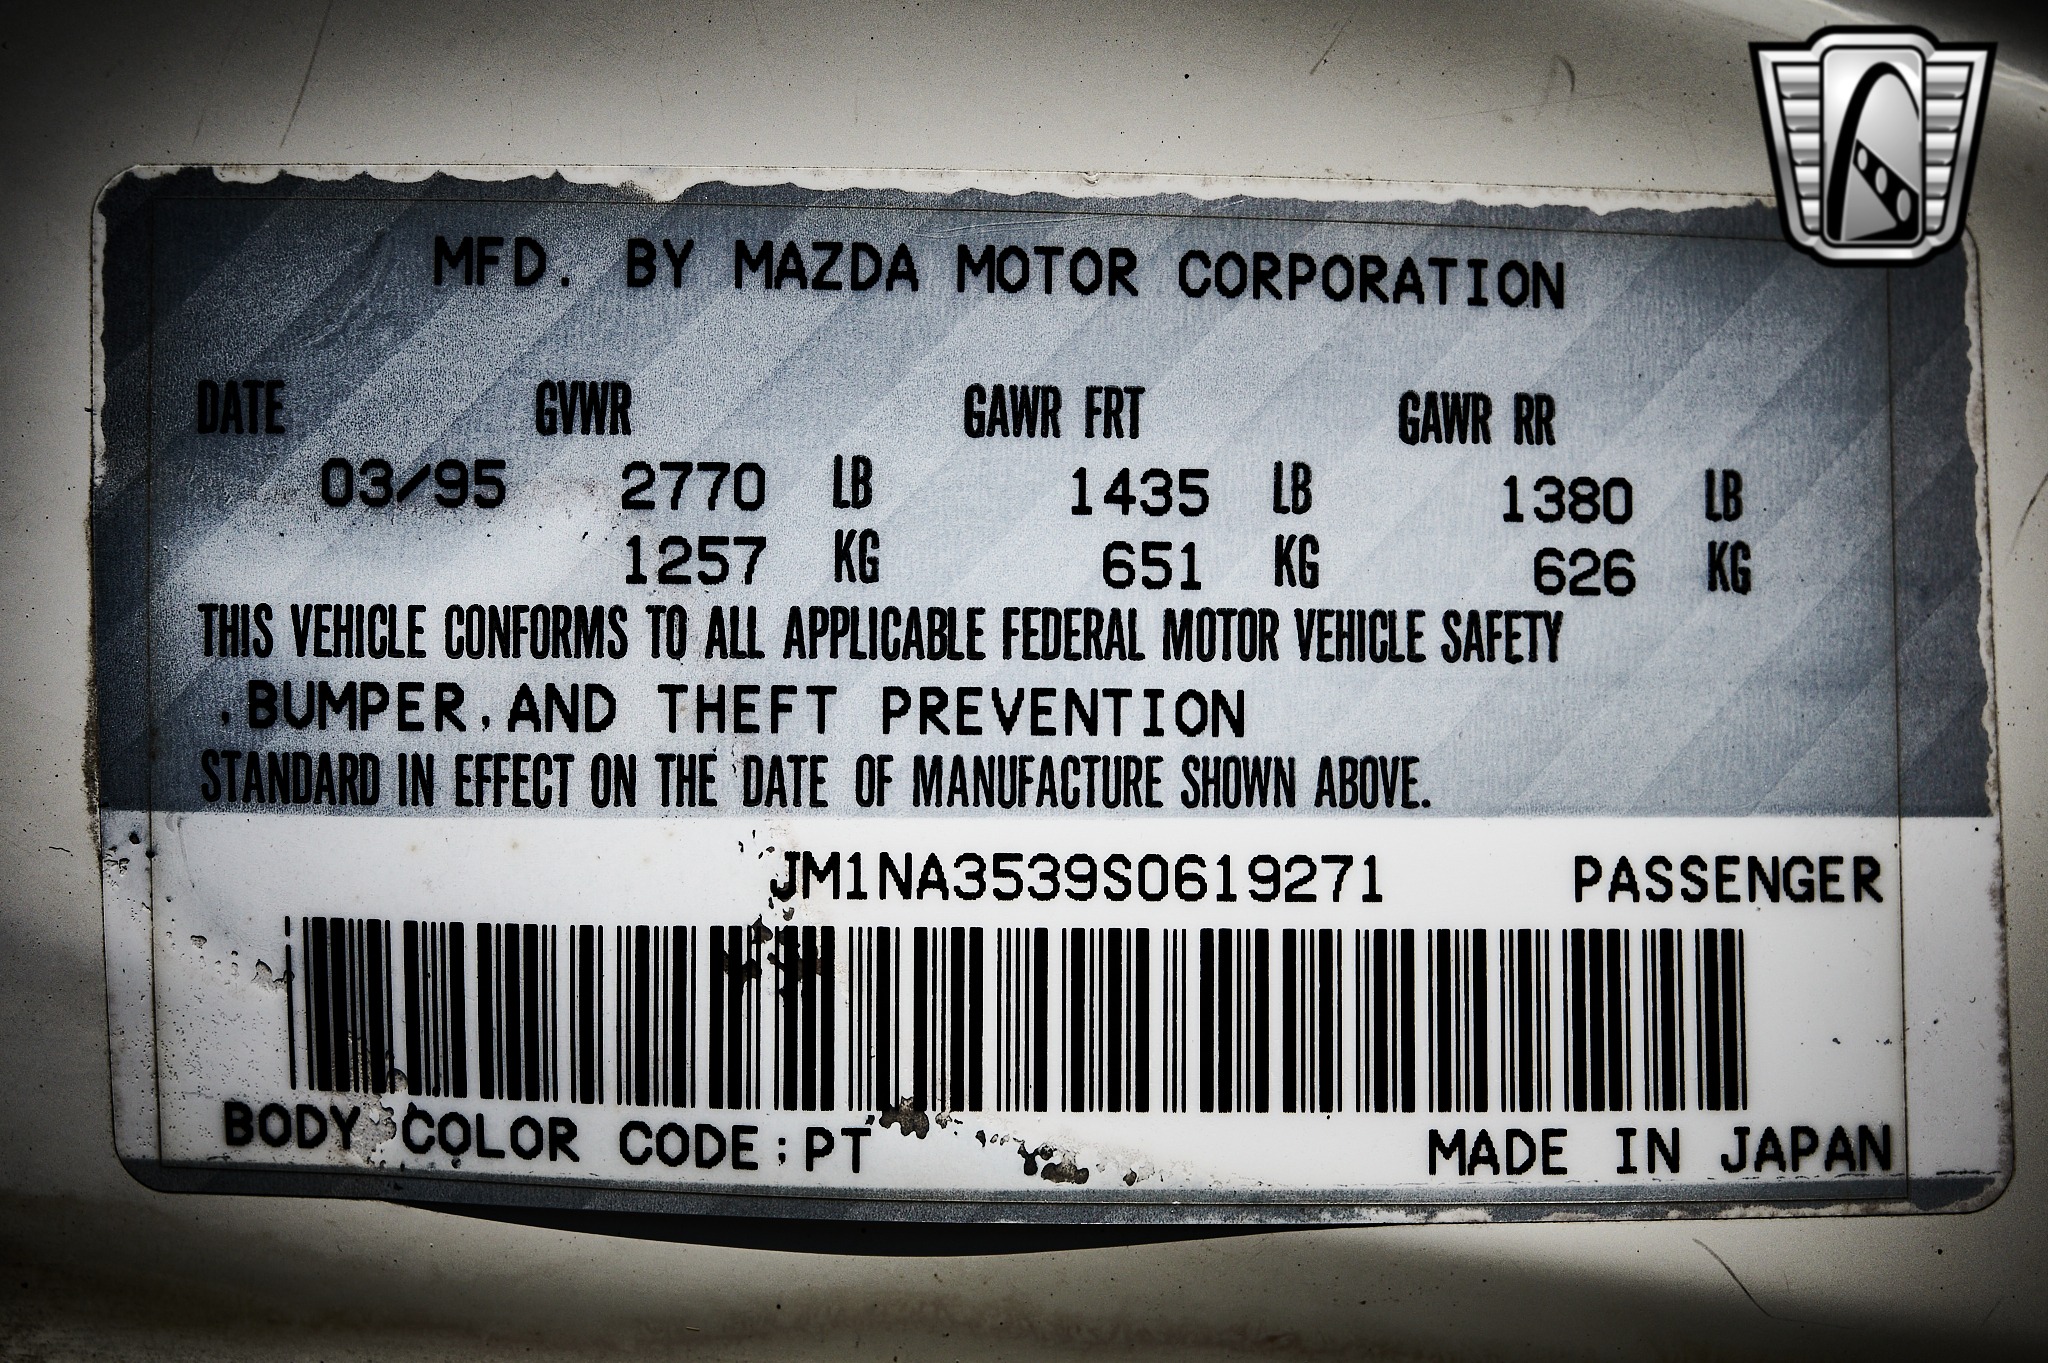 MFD. BY MAZDA MOTOR CORPORATION
DATE GVWR GAWR FRT GAWR RR
03/95 2770 LB 1435 LB 1380 LB
1257 KG 651 KG 626 KG
THIS VEHICLE CONFORMS TO ALL APPLICABLE FEDERAL MOTOR VEHICLE SAFETY
,BUMPER,AND THEFT PREVENTION
STANDARD IN EFFECT ON THE DATE OF MANUFACTURE SHOWN ABOVE.
JM1NA3539S0619271 PASSENGER
BODY COLOR CODE:PT MADE IN JAPAN